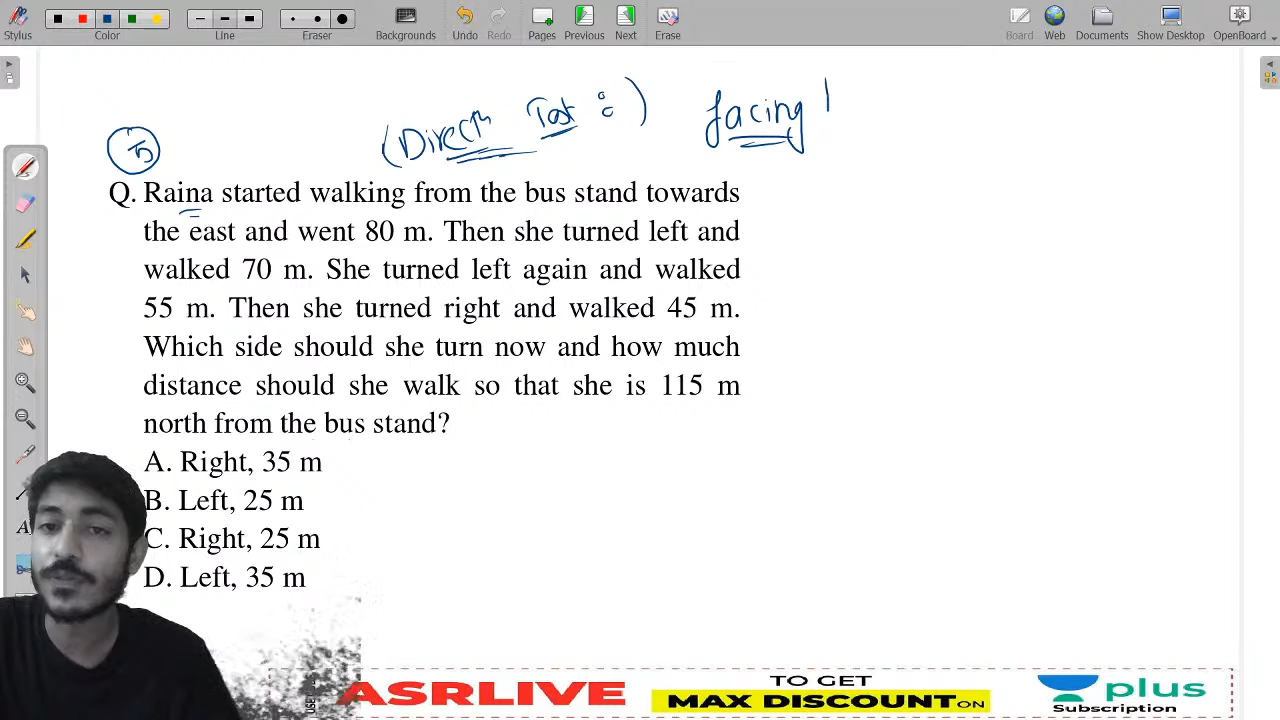 Stylus Color Line Eraser Backgrounds Undo Redo Pages Previous Next Erase Board Web Documents Show Desktop OpenBoard
(Directn Test :) facing
15
Q. Raina started walking from the bus stand towards
the east and went 80 m. Then she turned left and
walked 70 m. She turned left again and walked
55 m. Then she turned right and walked 45 m.
Which side should she turn now and how much
distance should she walk so that she is 115 m
north from the bus stand?
A. Right, 35 m
B. Left, 25 m
C. Right, 25 m
D. Left, 35 m
ASRLIVE
TO GET
MAX DISCOUNT ON
plus
Subscription